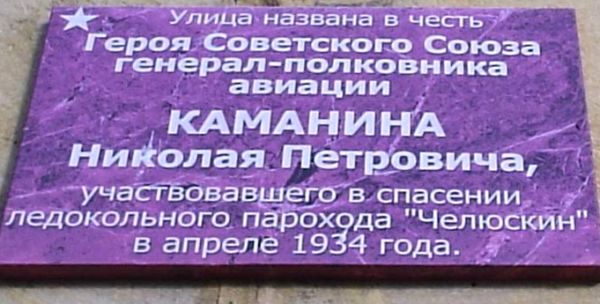 Улица названа в честь
Героя Советского Союза
генерал-полковника
авиации
КАМАНИНА
Николая Петровича,
участвовавшего в спасении
ледокольного парохода "Челюскин"
в апреле 1934 года.